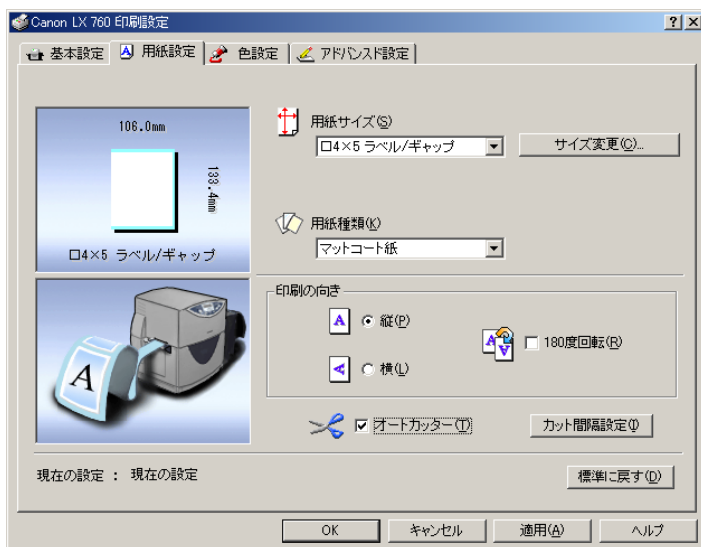 Canon LX 760 印刷設定
基本設定 用紙設定 色設定 アドバンスド設定
106.0mm
133.4mm
□4×5 ラベル/ギャップ
用紙サイズ(S)
□4×5 ラベル/ギャップ サイズ変更(C)...
用紙種類(K)
マットコート紙
A
印刷の向き
A 縦(P)
A 横(L)
A A 180度回転(R)
オートカッター(T) カット間隔設定(I)
現在の設定 : 現在の設定 標準に戻す(D)
OK キャンセル 適用(A) ヘルプ